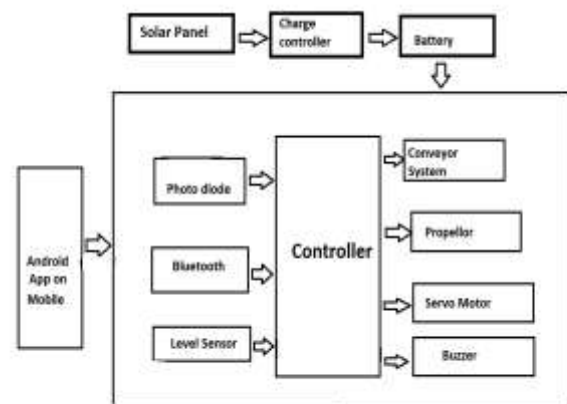 Solar Panel
Charge
controller
Battery
Photo diode
Bluetooth
Level Sensor
Controller
Conveyor
System
Propellor
Servo Motor
Buzzer
Android
App on
Mobile